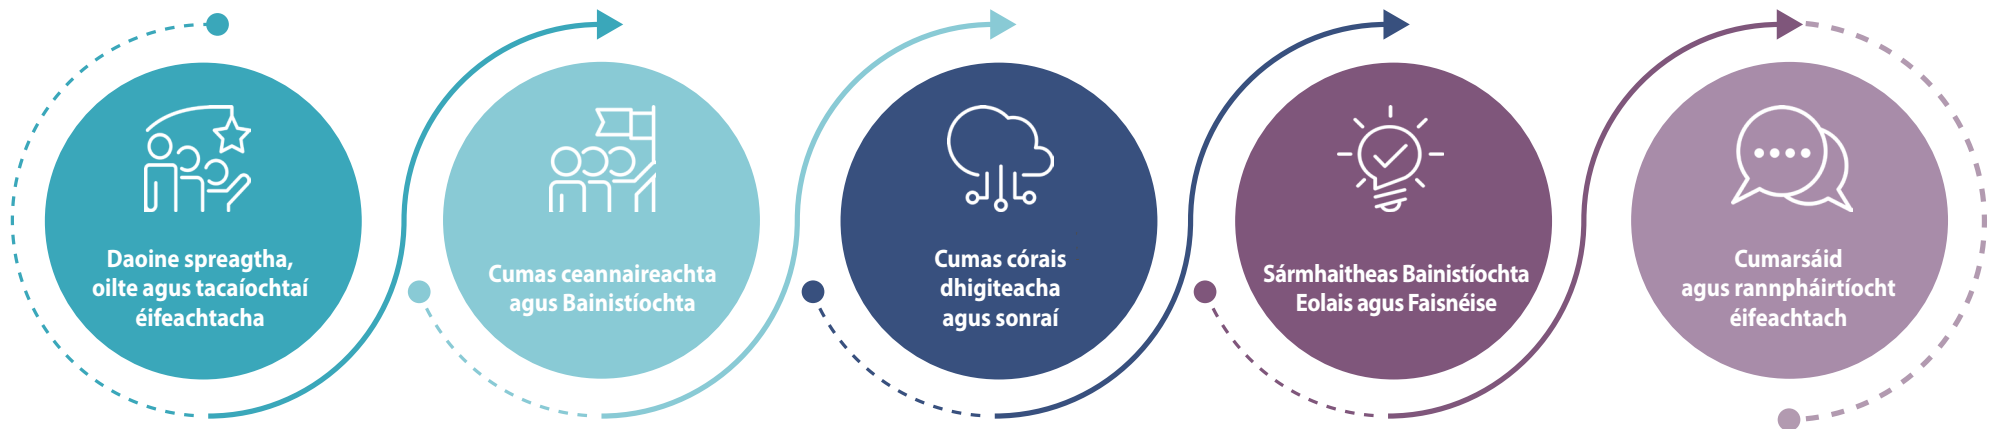 Daoine spreagtha,
oilte agus tacaíochtaí
éifeachtacha
Cumas ceannaireachta
agus Bainistíochta
Cumas córais
dhigiteacha
agus sonraí
Sármhaitheas Bainistíochta
Eolais agus Faisnéise
Cumarsáid
agus rannpháirtíocht
éifeachtach